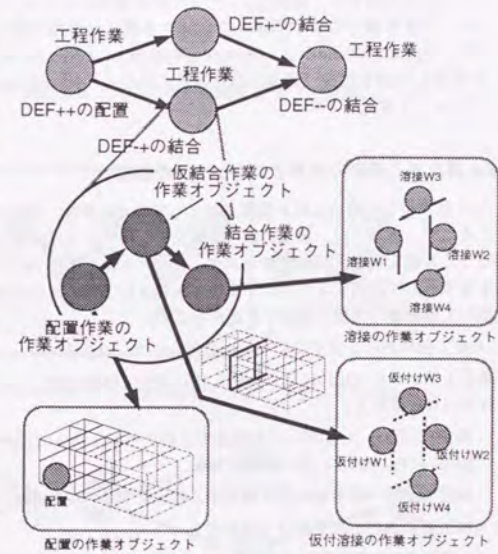 DEF+-の結合
工程作業
工程作業
工程作業
DEF++の配置
DEF--の結合
DEF-+の結合
仮結合作業の
作業オブジェクト
結合作業の
作業オブジェクト
配置作業の
作業オブジェクト
溶接W3
溶接W1
溶接W2
溶接W4
溶接の作業オブジェクト
仮付けW3
仮付けW1
仮付けW2
仮付けW4
仮付溶接の作業オブジェクト
配置
配置の作業オブジェクト